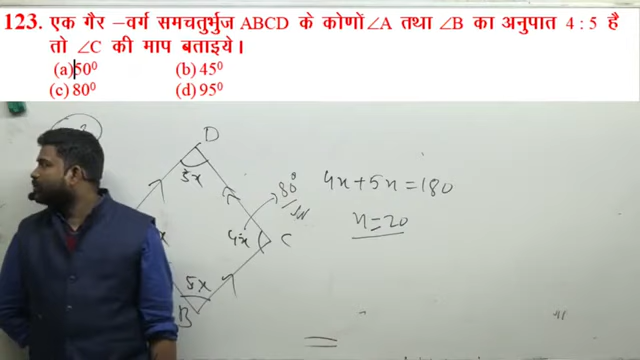 123. एक गैर –वर्ग समचतुर्भुज ABCD के कोणों ∠A तथा ∠B का अनुपात 4 : 5 है
तो ∠C की माप बताइये।
(a) 50⁰ (b) 45⁰
(c) 80⁰ (d) 95⁰
D
5x
80°
4x + 5x = 180
x = 20
4x
C
5x
B